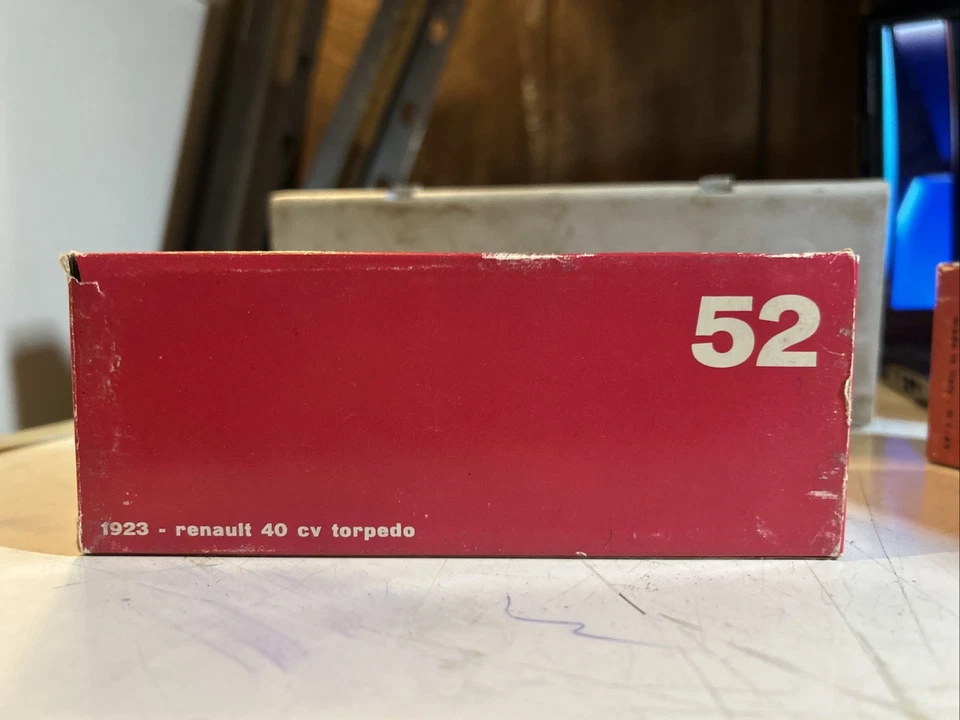 52
1923 - renault 40 cv torpedo